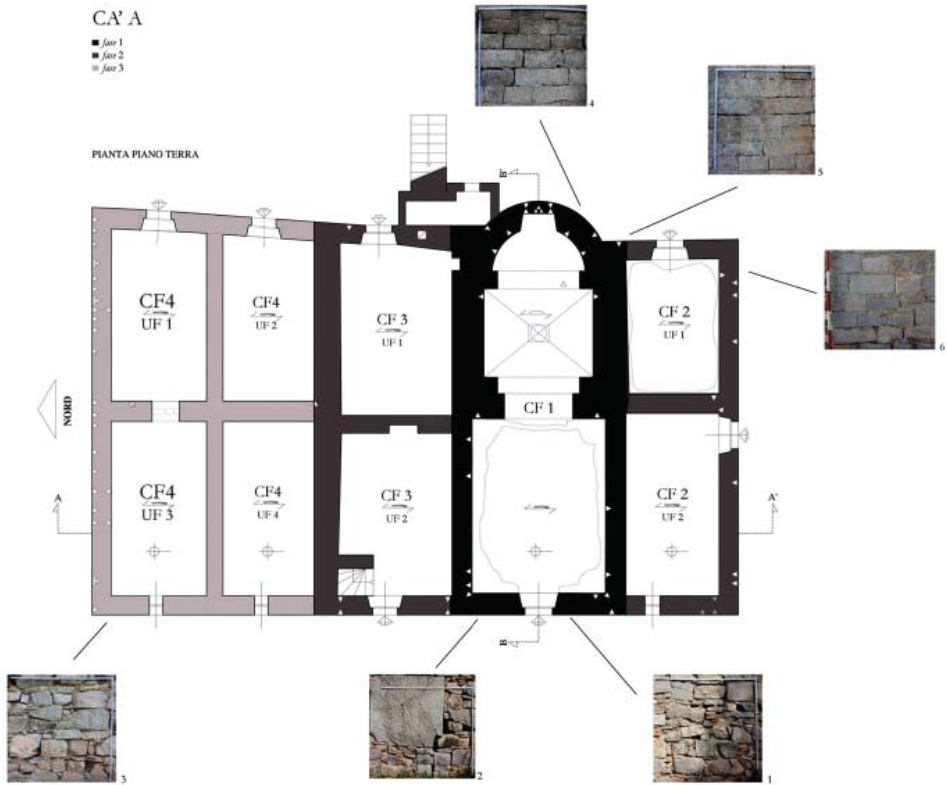 CA' A
fase 1
fase 2
fase 3
PIANTA PIANO TERRA
4
5
6
B'
CF4
UF 1
CF4
UF 2
CF 3
UF 1
CF 2
UF 1
NORD
CF 1
CF4
UF 3
CF4
UF 4
CF 3
UF 2
CF 2
UF 2
A
A'
B
3
2
1